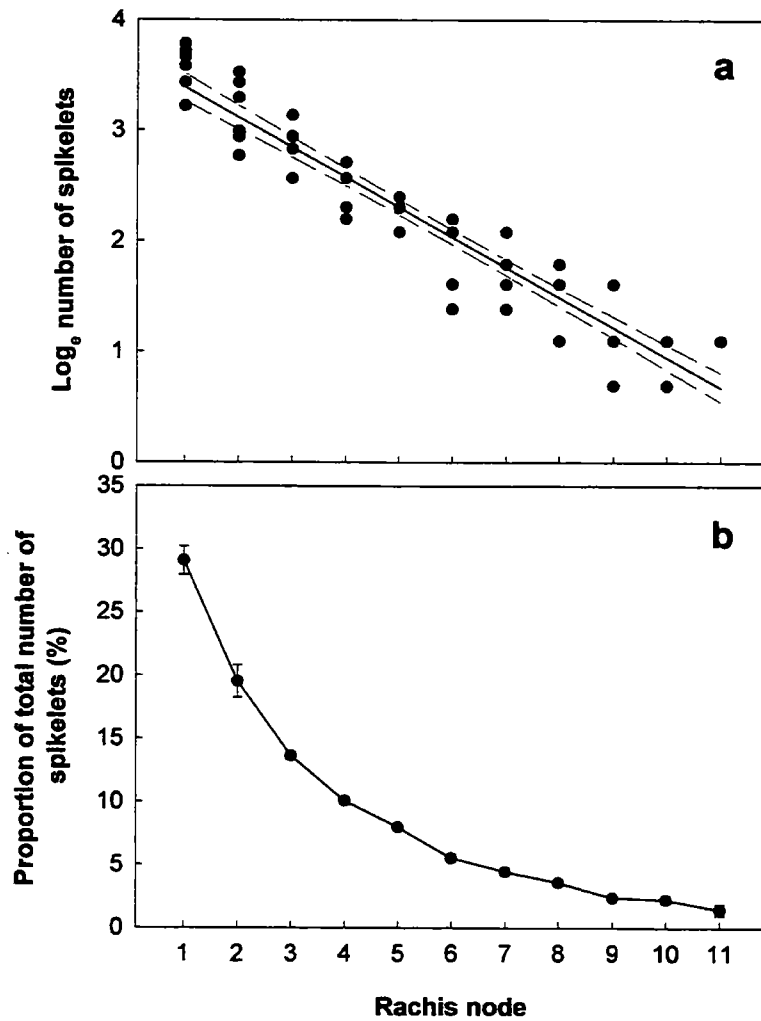 a
4
3
2
1
0
Logₑ number of spikelets
b
35
30
25
20
15
10
5
0
Proportion of total number of
spikelets (%)
1 2 3 4 5 6 7 8 9 10 11
Rachis node